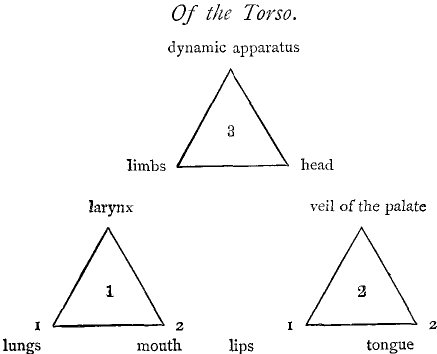 Of the Torso.
dynamic apparatus
3
limbs head
larynx veil of the palate
1 2
1 2 1 2
lungs mouth lips tongue